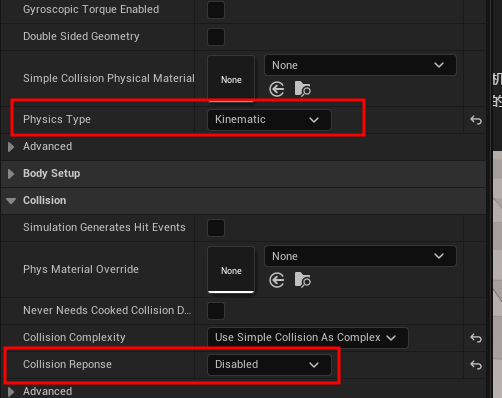 Gyroscopic Torque Enabled
Double Sided Geometry
Simple Collision Physical Material
None
None
Physics Type
Kinematic
Advanced
Body Setup
Collision
Simulation Generates Hit Events
Phys Material Override
None
None
Never Needs Cooked Collision D...
Collision Complexity
Use Simple Collision As Complex
Collision Reponse
Disabled
Advanced
的